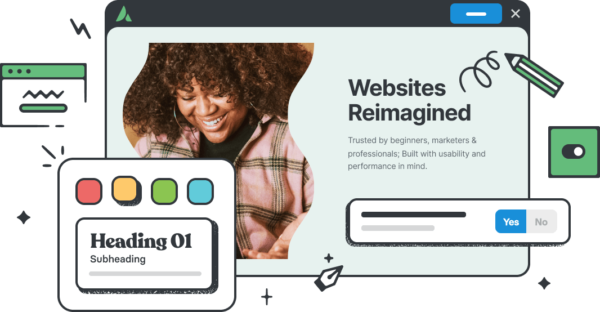 Websites
Reimagined
Trusted by beginners, marketers &
professionals; Built with usability and
performance in mind.
Yes No
Heading 01
Subheading